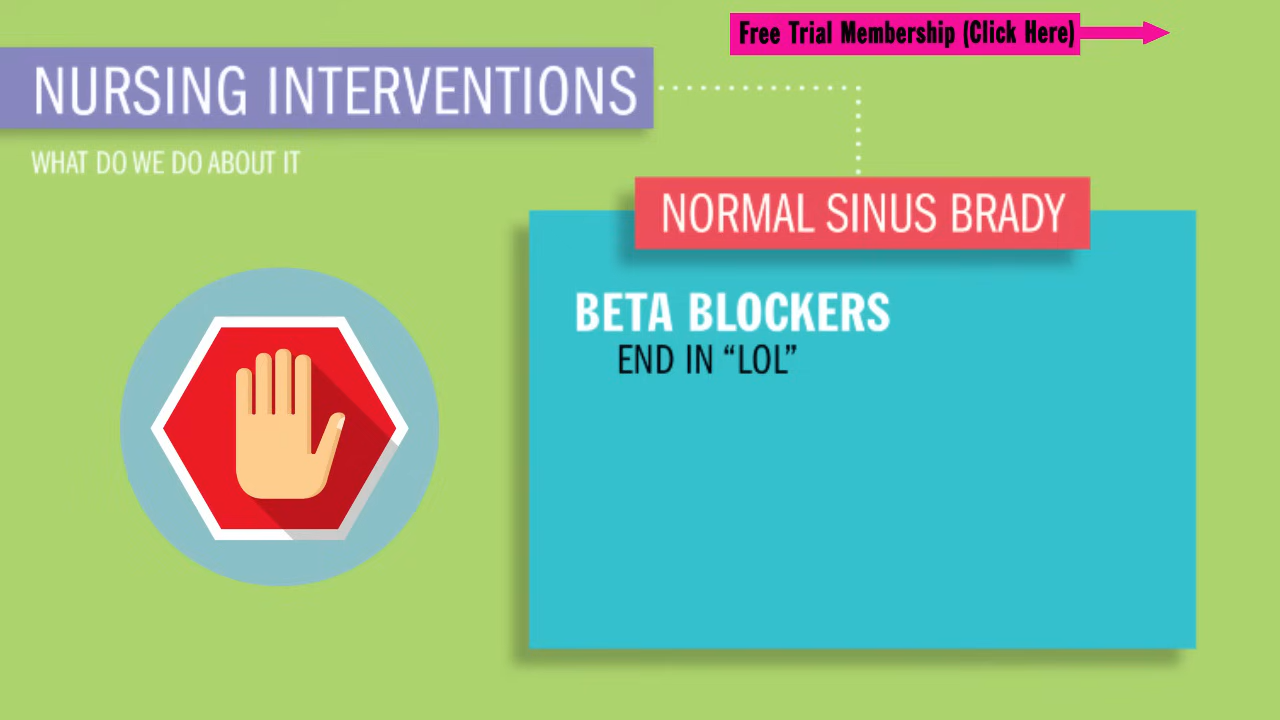 Free Trial Membership (Click Here)
NURSING INTERVENTIONS
WHAT DO WE DO ABOUT IT
NORMAL SINUS BRADY
BETA BLOCKERS
END IN “LOL”